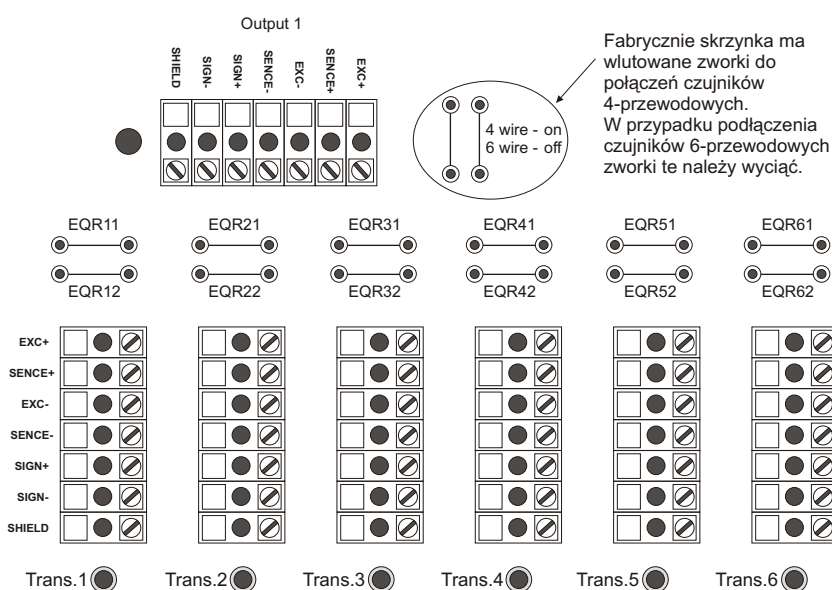 Output 1
SHIELD
SIGN-
SIGN+
SENCE-
EXC-
SENCE+
EXC+
4 wire - on
6 wire - off
Fabrycznie skrzynka ma
wlutowane zworki do
połączeń czujników
4-przewodowych.
W przypadku podłączenia
czujników 6-przewodowych
zworki te należy wyciąć.
EQR11 EQR21 EQR31 EQR41 EQR51 EQR61
EQR12 EQR22 EQR32 EQR42 EQR52 EQR62
EXC+
SENCE+
EXC-
SENCE-
SIGN+
SIGN-
SHIELD
Trans.1 Trans.2 Trans.3 Trans.4 Trans.5 Trans.6